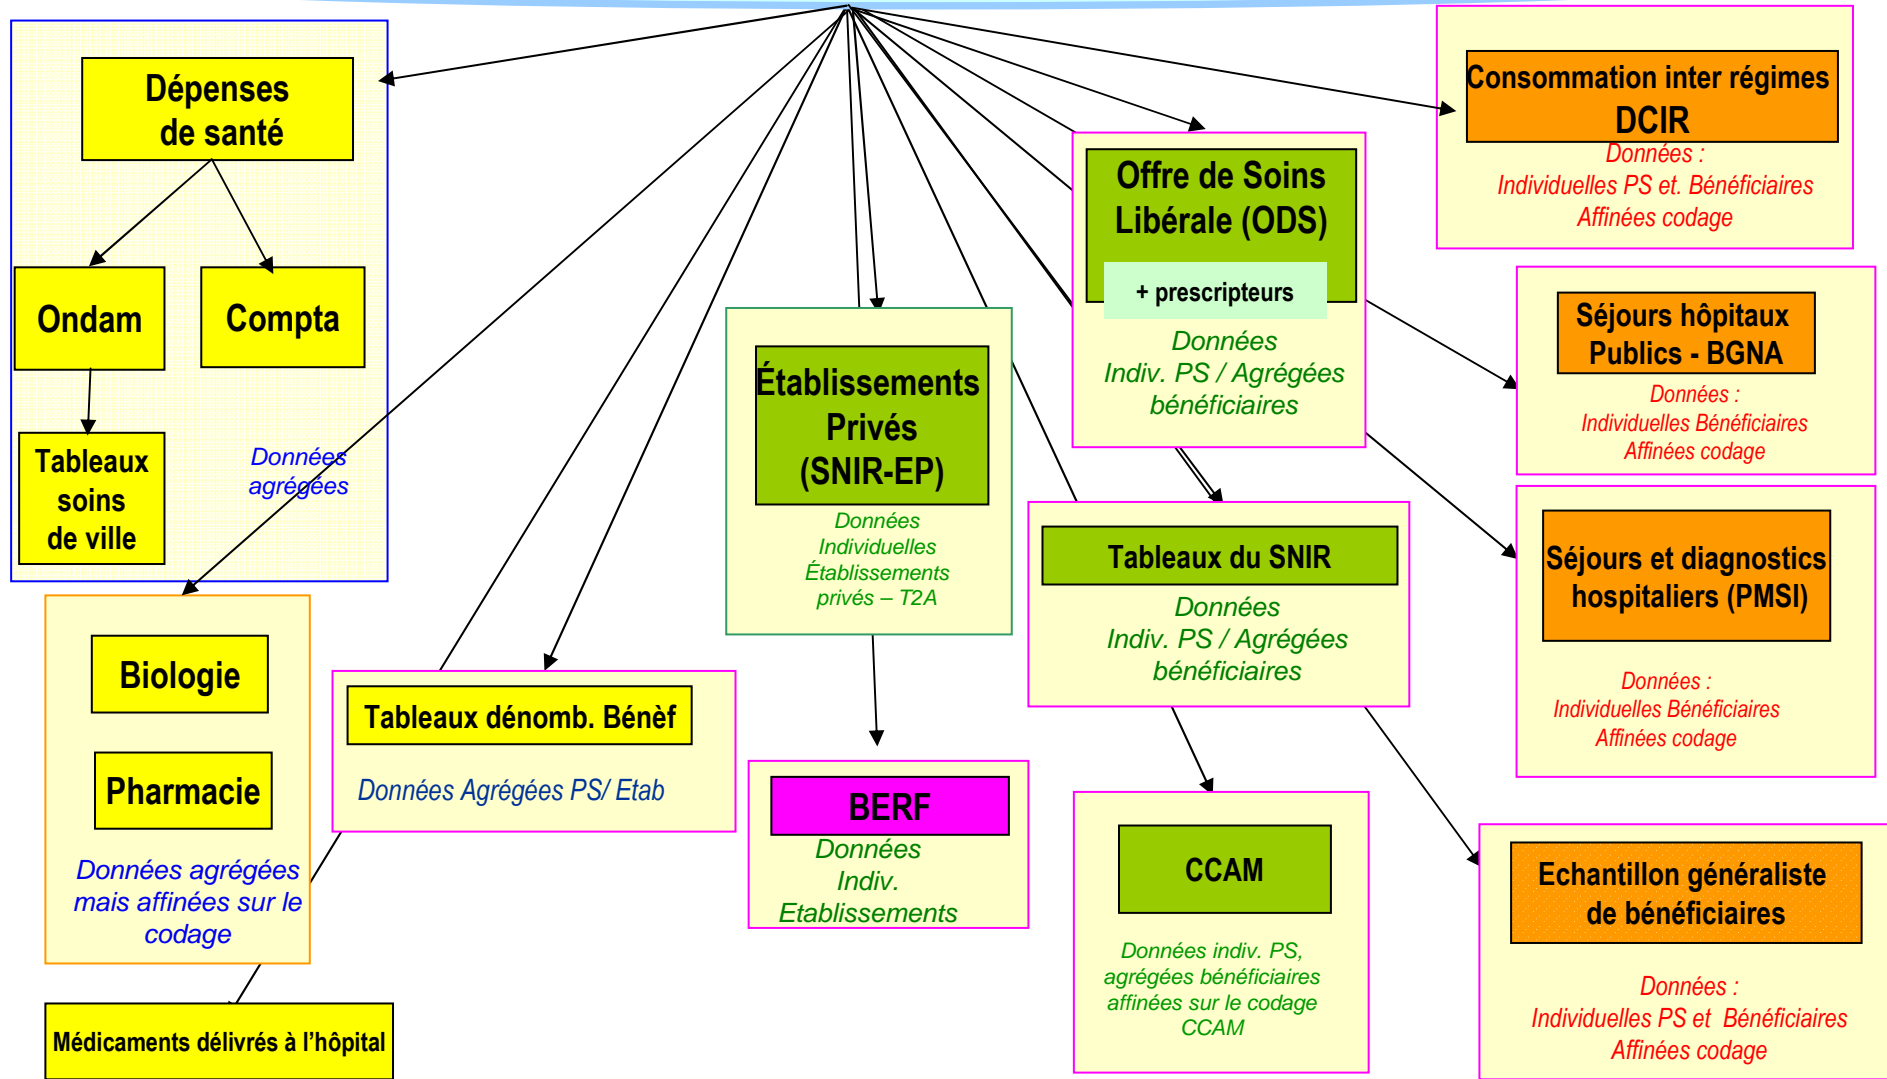 Dépenses
de santé
Ondam
Compta
Tableaux
soins
de ville
Données
agrégées
Biologie
Pharmacie
Données agrégées
mais affinées sur le
codage
Médicaments délivrés à l'hôpital
Tableaux dénomb. Bénèf
Données Agrégées PS/ Etab
Établissements
Privés
(SNIR-EP)
Données
Individuelles
Établissements
privés – T2A
BERF
Données
Indiv.
Etablissements
Offre de Soins
Libérale (ODS)
+ prescripteurs
Données
Indiv. PS / Agrégées
bénéficiaires
Tableaux du SNIR
Données
Indiv. PS / Agrégées
bénéficiaires
CCAM
Données indiv. PS,
agrégées bénéficiaires
affinées sur le codage
CCAM
Consommation inter régimes
DCIR
Données :
Individuelles PS et. Bénéficiaires
Affinées codage
Séjours hôpitaux
Publics - BGNA
Données :
Individuelles Bénéficiaires
Affinées codage
Séjours et diagnostics
hospitaliers (PMSI)
Données :
Individuelles Bénéficiaires
Affinées codage
Echantillon généraliste
de bénéficiaires
Données :
Individuelles PS et  Bénéficiaires
Affinées codage